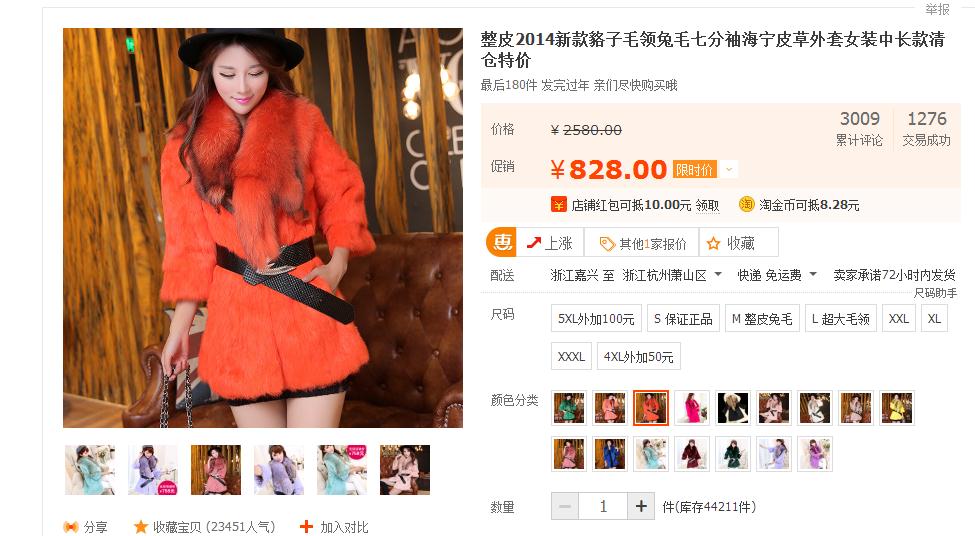 举报
整皮2014新款貉子毛领兔毛七分袖海宁皮草外套女装中长款清
仓特价
最后180件 发完过年 亲们尽快购买哦
价格 ¥ 2580.00 3009 1276
累计评论 交易成功
促销 ¥ 828.00 限时价
店铺红包可抵10.00元 领取 淘金币可抵8.28元
惠 上涨 其他1家报价 收藏
配送 浙江嘉兴 至 浙江杭州萧山区 快递 免运费 卖家承诺72小时内发货
尺码助手
尺码 5XL外加100元 S 保证正品 M 整皮兔毛 L 超大毛领 XXL XL
XXXL 4XL外加50元
颜色分类
数量 1 件(库存44211件)
分享 收藏宝贝 (23451人气) 加入对比